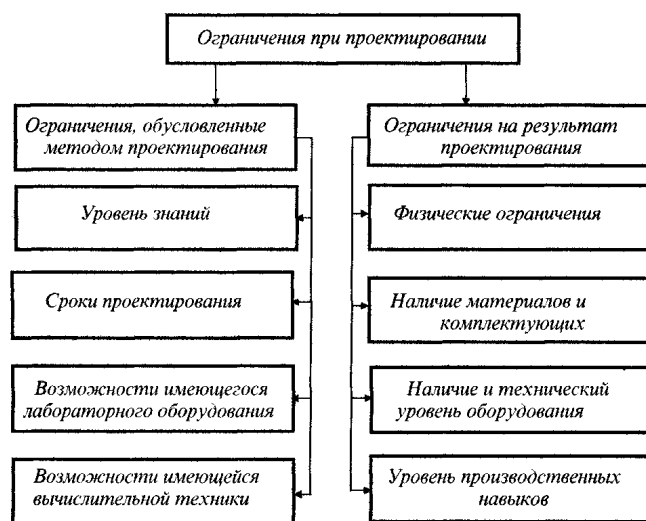 Ограничения при проектировании
Ограничения, обусловленные
методом проектирования
Уровень знаний
Сроки проектирования
Возможности имеющегося
лабораторного оборудования
Возможности имеющейся
вычислительной техники
Ограничения на результат
проектирования
Физические ограничения
Наличие материалов и
комплектующих
Наличие и технический
уровень оборудования
Уровень производственных
навыков